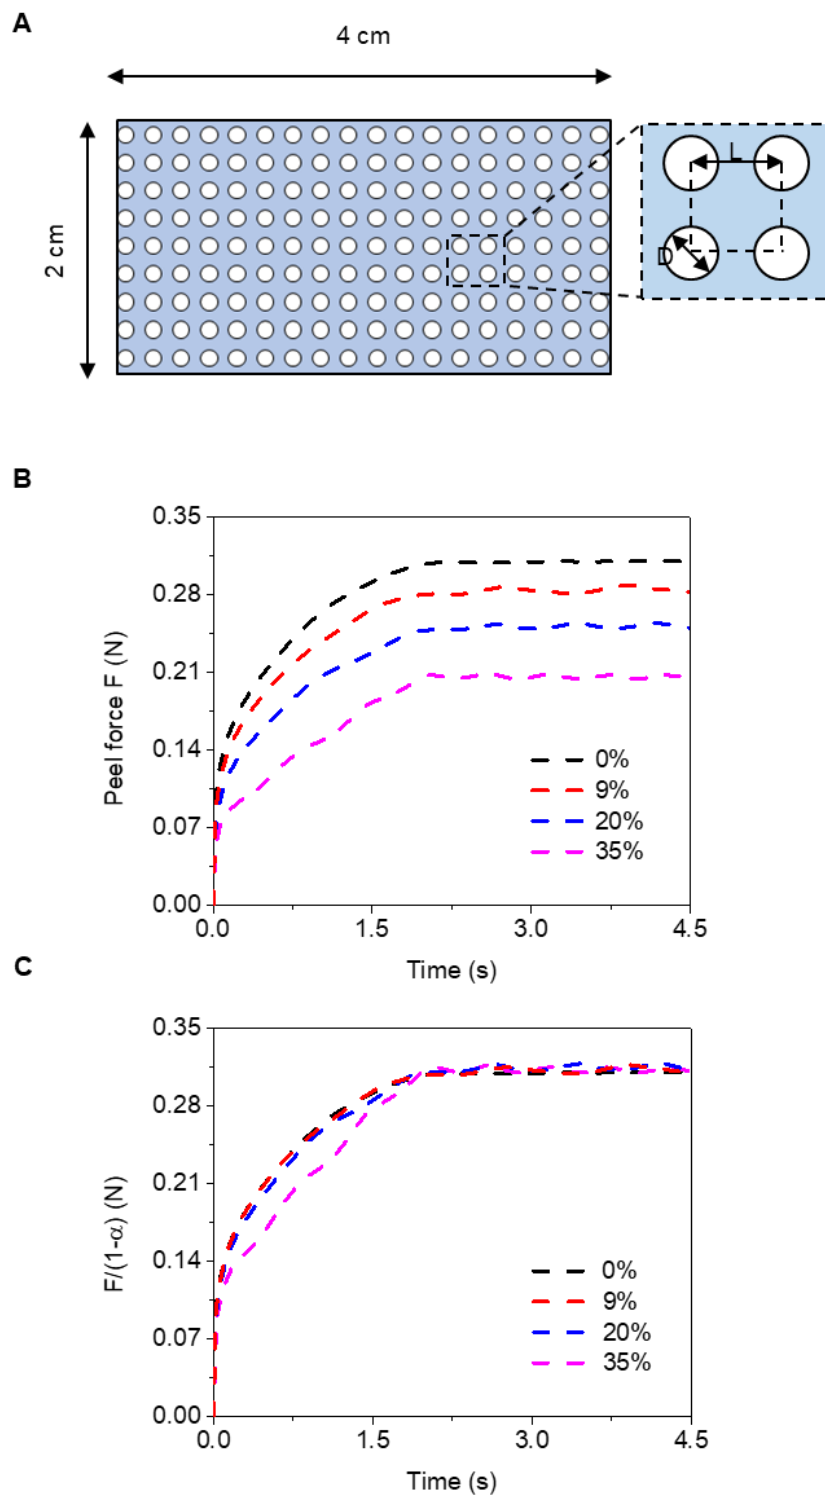 A
4 cm
2 cm
L
D
B
0.35
0.28
0.21
0.14
0.07
0.00
Peel force F (N)
0%
9%
20%
35%
0.0 1.5 3.0 4.5
Time (s)
C
0.35
0.28
0.21
0.14
0.07
0.00
F/(1-α) (N)
0%
9%
20%
35%
0.0 1.5 3.0 4.5
Time (s)